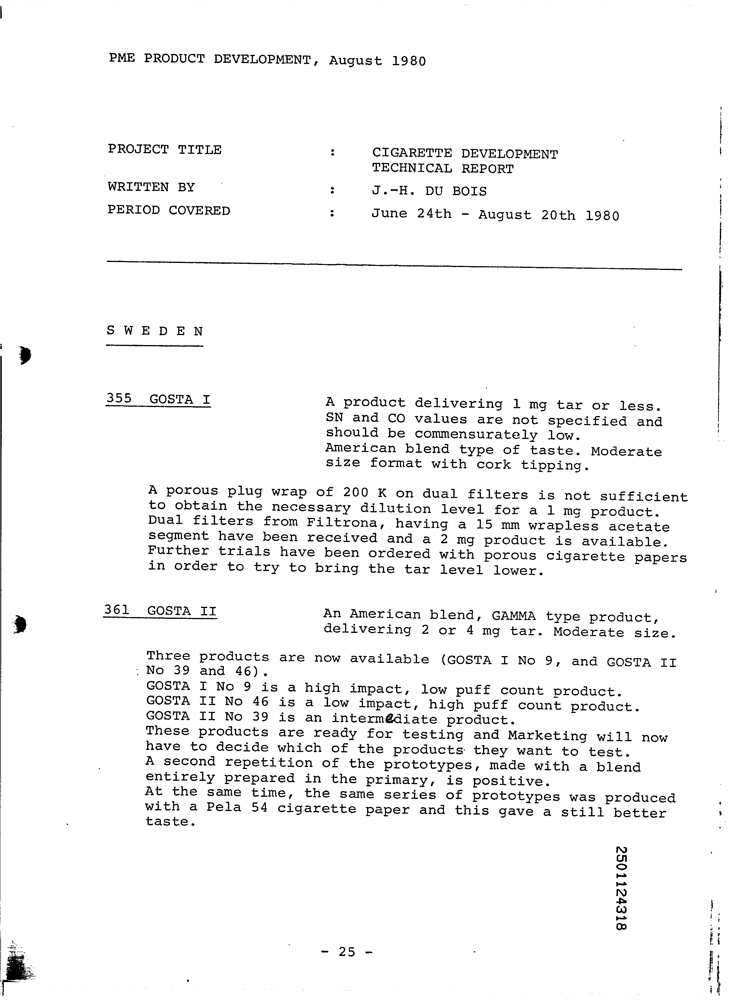 PME PRODUCT DEVELOPMENT, August 1980
PROJECT TITLE : CIGARETTE DEVELOPMENT
TECHNICAL REPORT
WRITTEN BY : J.-H. DU BOIS
PERIOD COVERED : June 24th - August 20th 1980
S W E D E N
355 GOSTA I A product delivering 1 mg tar or less.
SN and CO values are not specified and
should be commensurately low.
American blend type of taste. Moderate
size format with cork tipping.
A porous plug wrap of 200 K on dual filters is not sufficient
to obtain the necessary dilution level for a 1 mg product.
Dual filters from Filtrona, having a 15 mm wrapless acetate
segment have been received and a 2 mg product is available.
Further trials have been ordered with porous cigarette papers
in order to try to bring the tar level lower.
361 GOSTA II An American blend, GAMMA type product,
delivering 2 or 4 mg tar. Moderate size.
Three products are now available (GOSTA I No 9, and GOSTA II
No 39 and 46).
GOSTA I No 9 is a high impact, low puff count product.
GOSTA II No 46 is a low impact, high puff count product.
GOSTA II No 39 is an intermediate product.
These products are ready for testing and Marketing will now
have to decide which of the products they want to test.
A second repetition of the prototypes, made with a blend
entirely prepared in the primary, is positive.
At the same time, the same series of prototypes was produced
with a Pela 54 cigarette paper and this gave a still better
taste.
2501124318
- 25 -